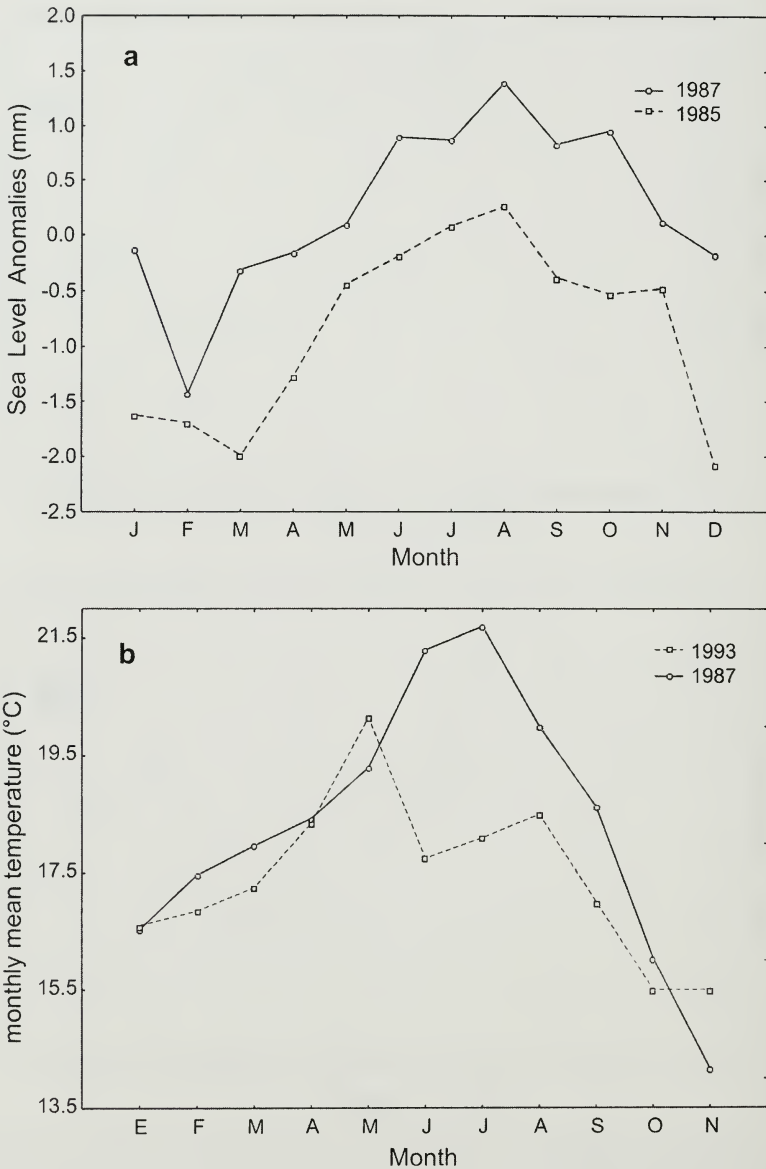 2.0
a
1.5
1987
1985
1.0
0.5
0.0
-0.5
-1.0
-1.5
-2.0
-2.5
Sea Level Anomalies (mm)
J F M A M J J A S O N D
Month
21.5
b
1993
1987
19.5
17.5
15.5
13.5
monthly mean temperature (°C)
E F M A M J J A S O N
Month